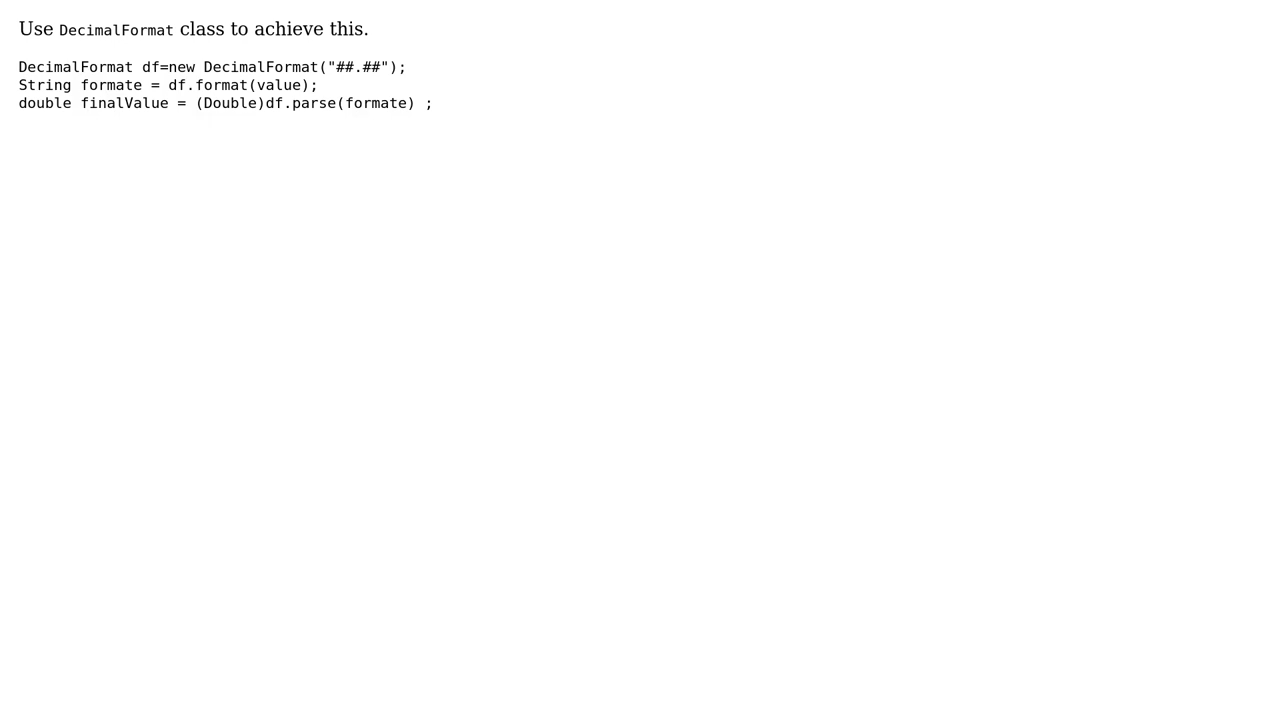 Use DecimalFormat class to achieve this.
DecimalFormat df=new DecimalFormat("##.##");
String formate = df.format(value);
double finalValue = (Double)df.parse(formate) ;